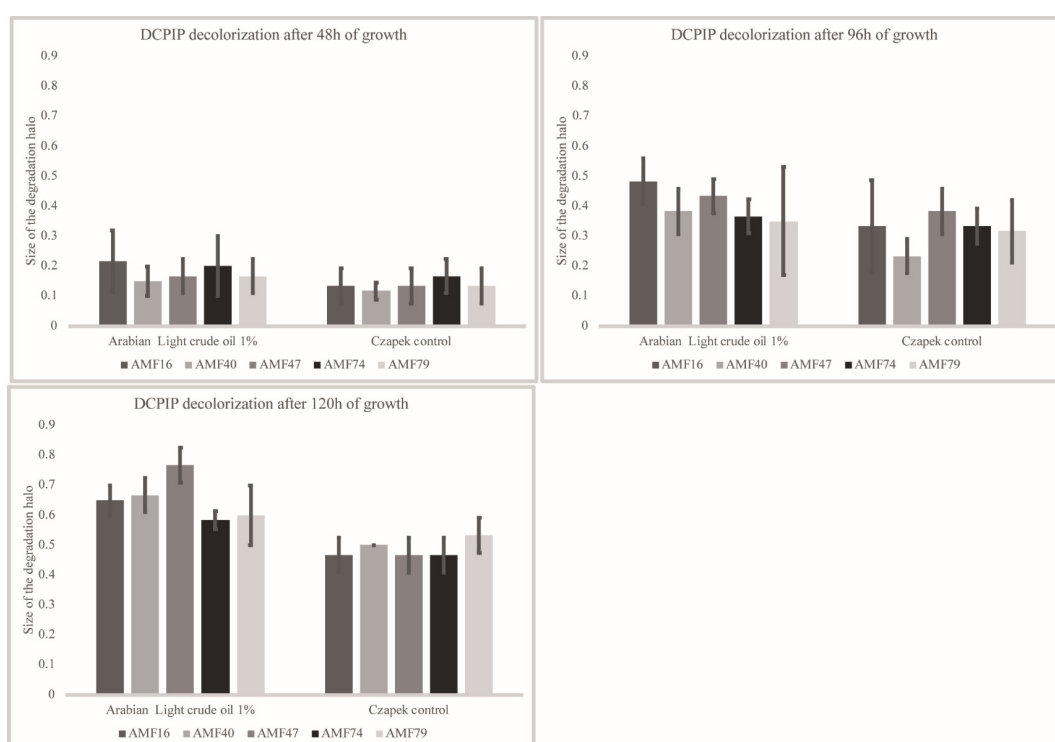 DCPIP decolorization after 48h of growth
Size of the degradation halo
0.9
0.8
0.7
0.6
0.5
0.4
0.3
0.2
0.1
0
Arabian Light crude oil 1% Czapek control
AMF16 AMF40 AMF47 AMF74 AMF79
DCPIP decolorization after 96h of growth
Size of the degradation halo
0.9
0.8
0.7
0.6
0.5
0.4
0.3
0.2
0.1
0
Arabian Light crude oil 1% Czapek control
AMF16 AMF40 AMF47 AMF74 AMF79
DCPIP decolorization after 120h of growth
Size of the degradation halo
0.9
0.8
0.7
0.6
0.5
0.4
0.3
0.2
0.1
0
Arabian Light crude oil 1% Czapek control
AMF16 AMF40 AMF47 AMF74 AMF79